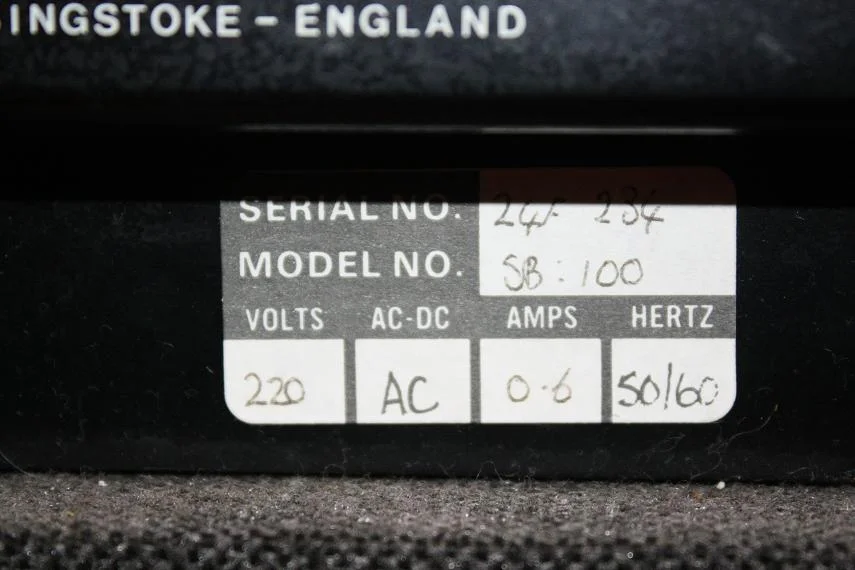 INGSTOKE – ENGLAND
SERIAL NO. 234
MODEL NO. SB:100
VOLTS AC-DC AMPS HERTZ
220 AC 0·6 50/60